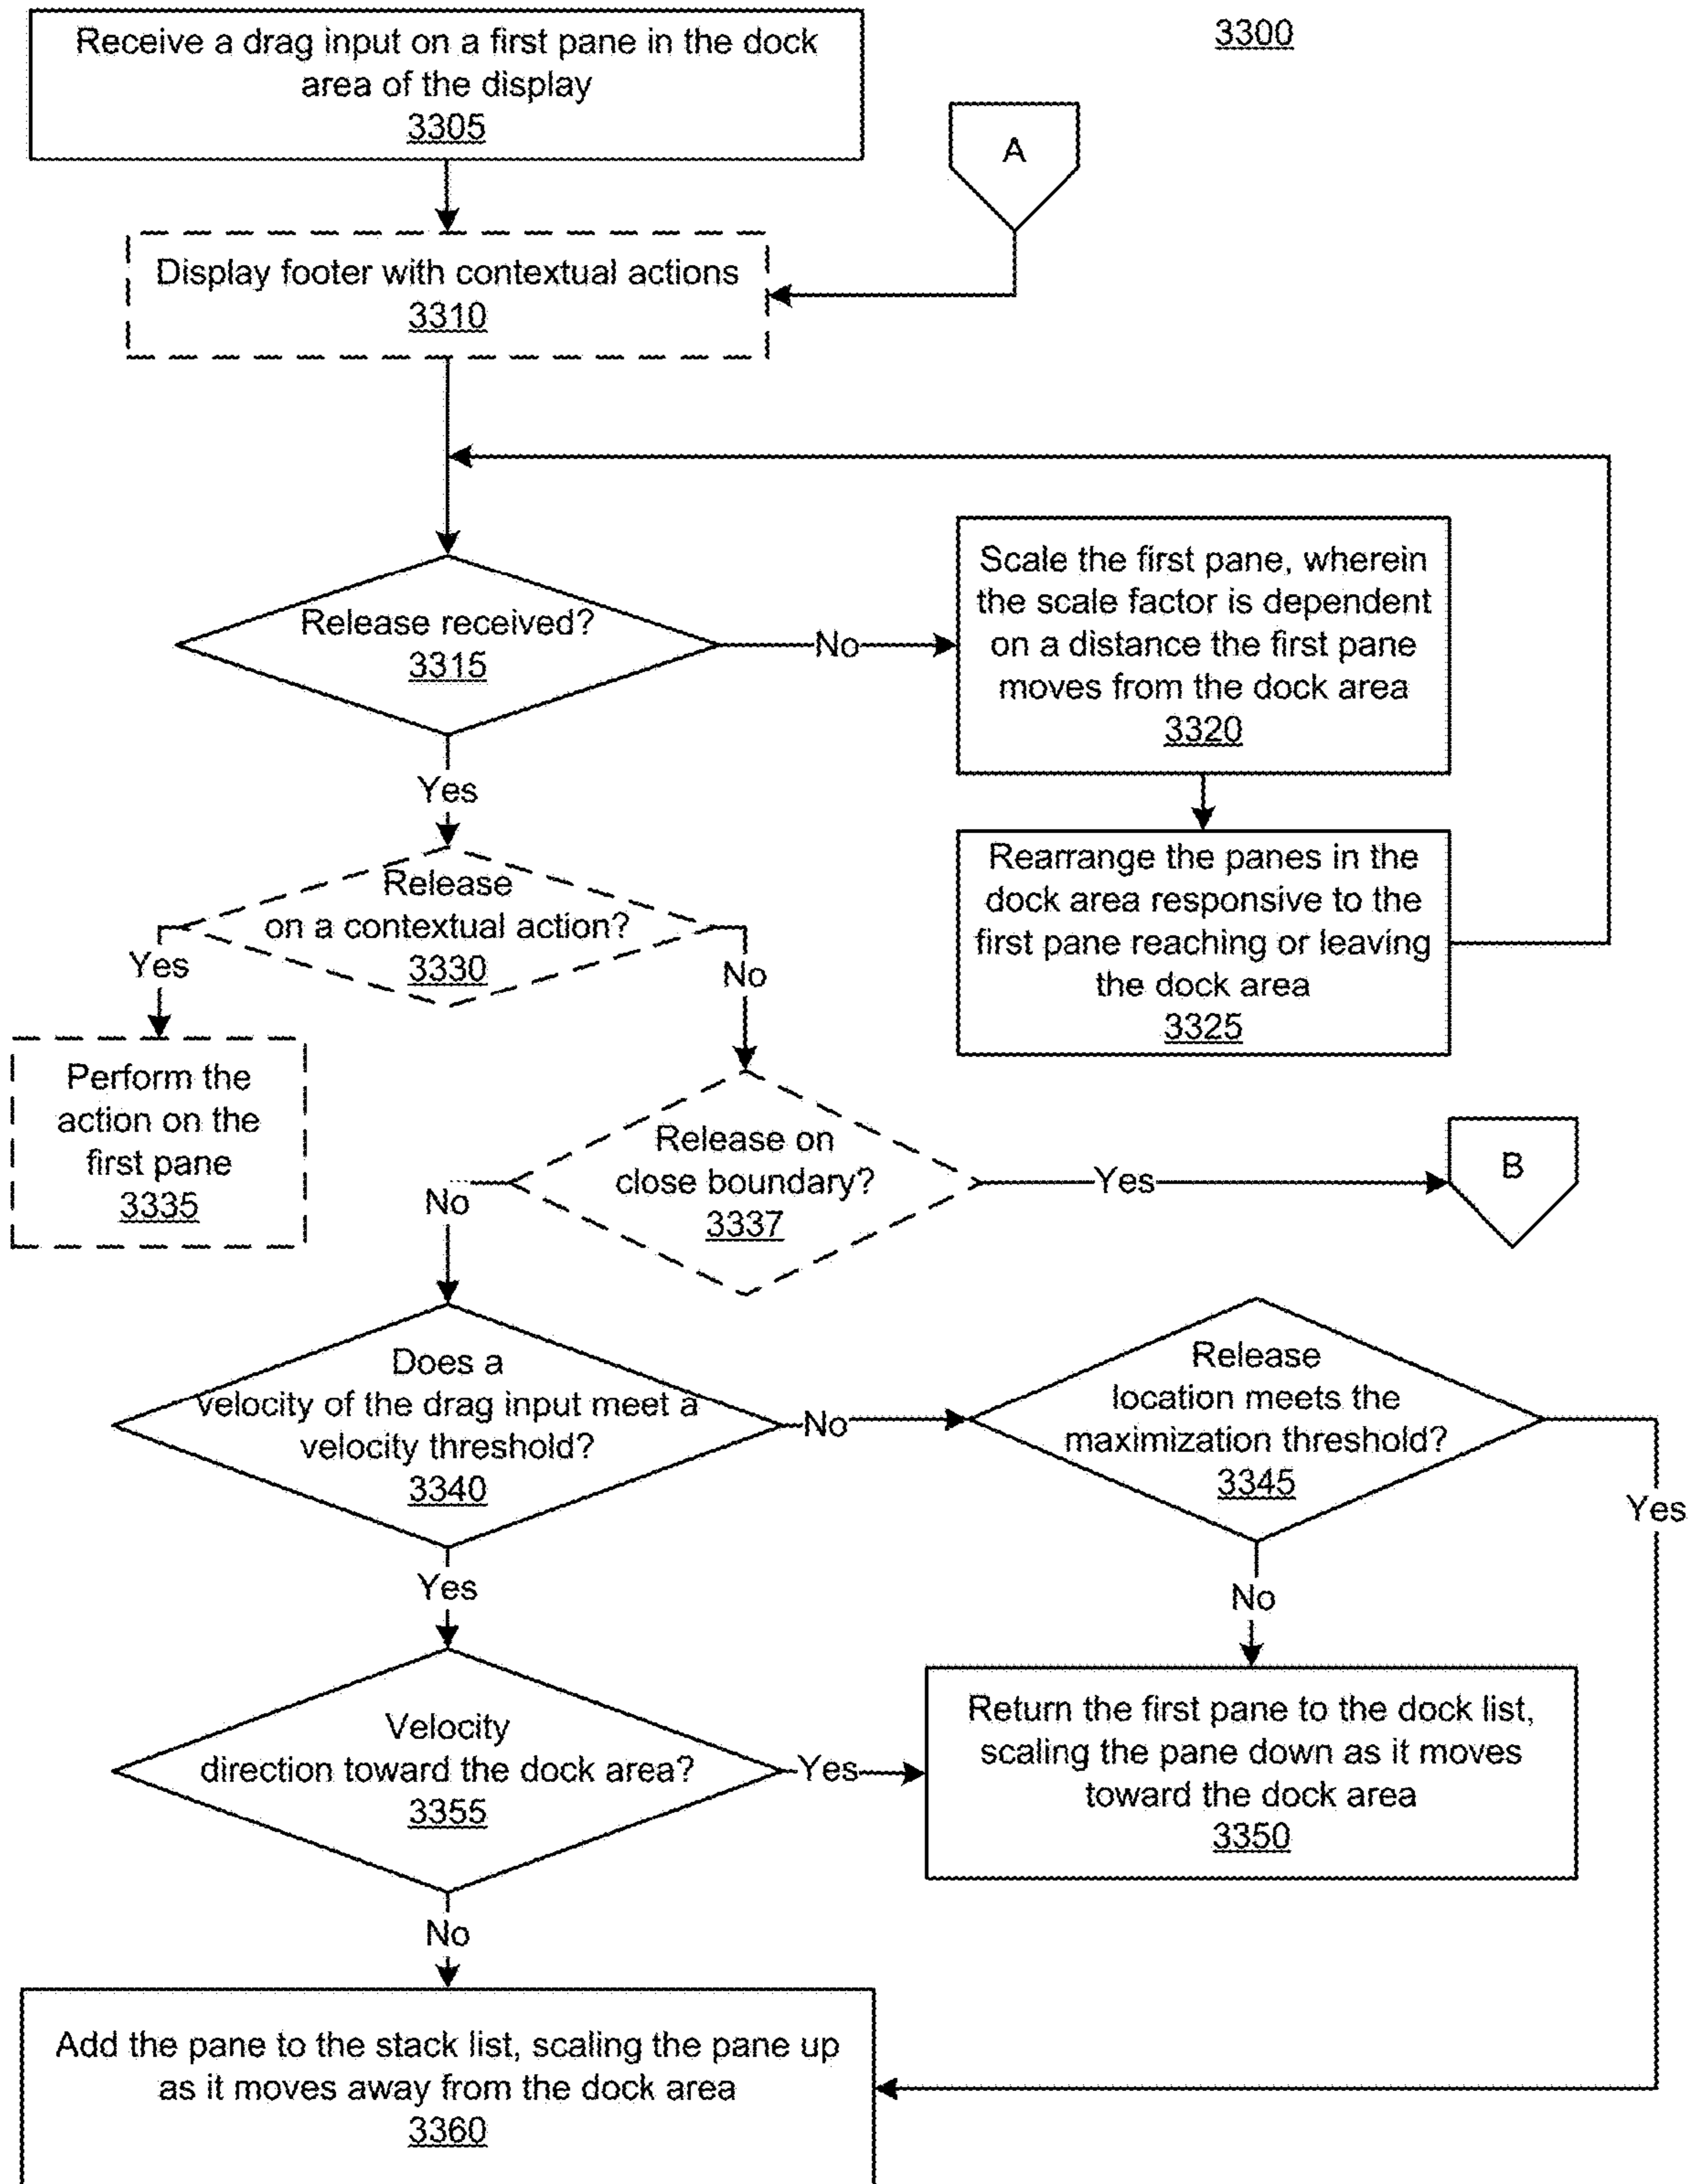 3300
Receive a drag input on a first pane in the dock
area of the display
3305
A
Display footer with contextual actions
3310
Release received?
3315
No
Scale the first pane, wherein
the scale factor is dependent
on a distance the first pane
moves from the dock area
3320
Yes
Rearrange the panes in the
dock area responsive to the
first pane reaching or leaving
the dock area
3325
Release
on a contextual action?
3330
Yes
No
Perform the
action on the
first pane
3335
Release on
close boundary?
3337
Yes
B
No
Does a
velocity of the drag input meet a
velocity threshold?
3340
No
Release
location meets the
maximization threshold?
3345
Yes
Yes
No
Velocity
direction toward the dock area?
3355
Yes
Return the first pane to the dock list,
scaling the pane down as it moves
toward the dock area
3350
No
Add the pane to the stack list, scaling the pane up
as it moves away from the dock area
3360